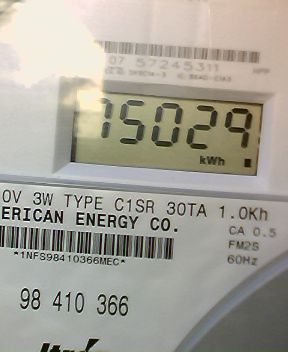 07 57245311
75029
kWh
0V 3W TYPE C1SR 30TA 1.0Kh
ERICAN ENERGY CO.
CA 0.5
FM2S
60Hz
*1NFS98410366MEC*
98 410 366